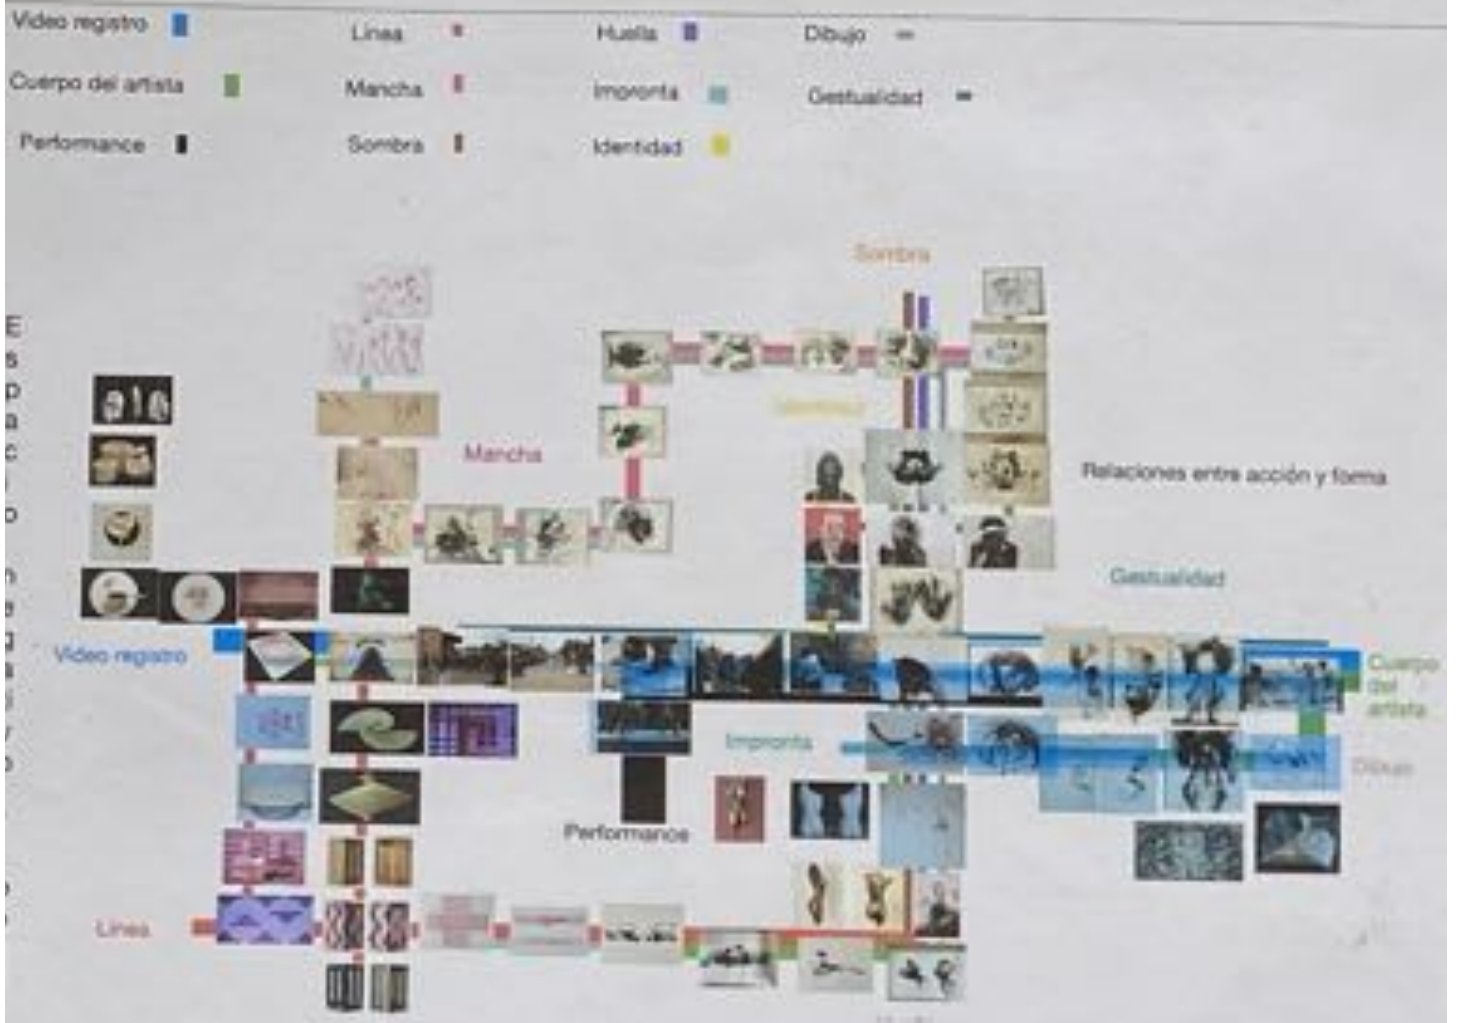 Video registro
Línea
Huella
Dibujo
Cuerpo del artista
Mancha
Impronta
Gestualidad
Performance
Sombra
Identidad
Sombra
E
s
p
a
c
Mancha
Identidad
Relaciones entre acción y forma
Gestualidad
Video registro
Cuerpo
del
artista
Impronta
Dibujo
Performance
Línea